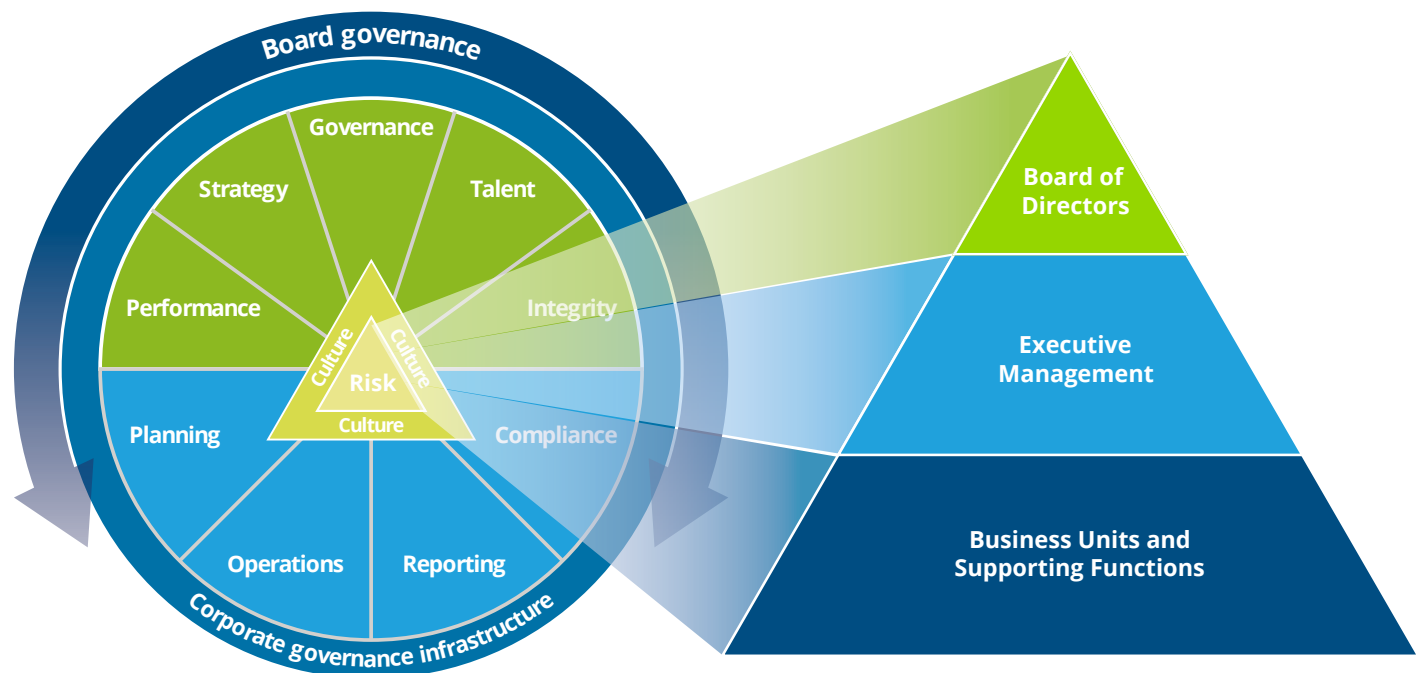 Board governance
Governance
Strategy
Talent
Performance
Integrity
Culture
Culture
Risk
Culture
Planning
Compliance
Operations
Reporting
Corporate governance infrastructure
Board of
Directors
Executive
Management
Business Units and
Supporting Functions